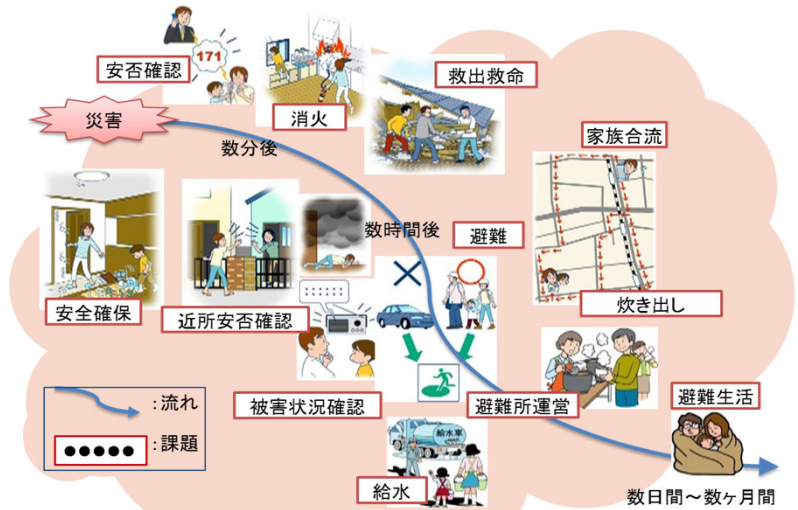 171
安否確認
消火
救出救命
災害
数分後
家族合流
数時間後
避難
安全確保
近所安否確認
炊き出し
被害状況確認
避難所運営
避難生活
:流れ
:課題
給水車
給水
数日間～数ヶ月間